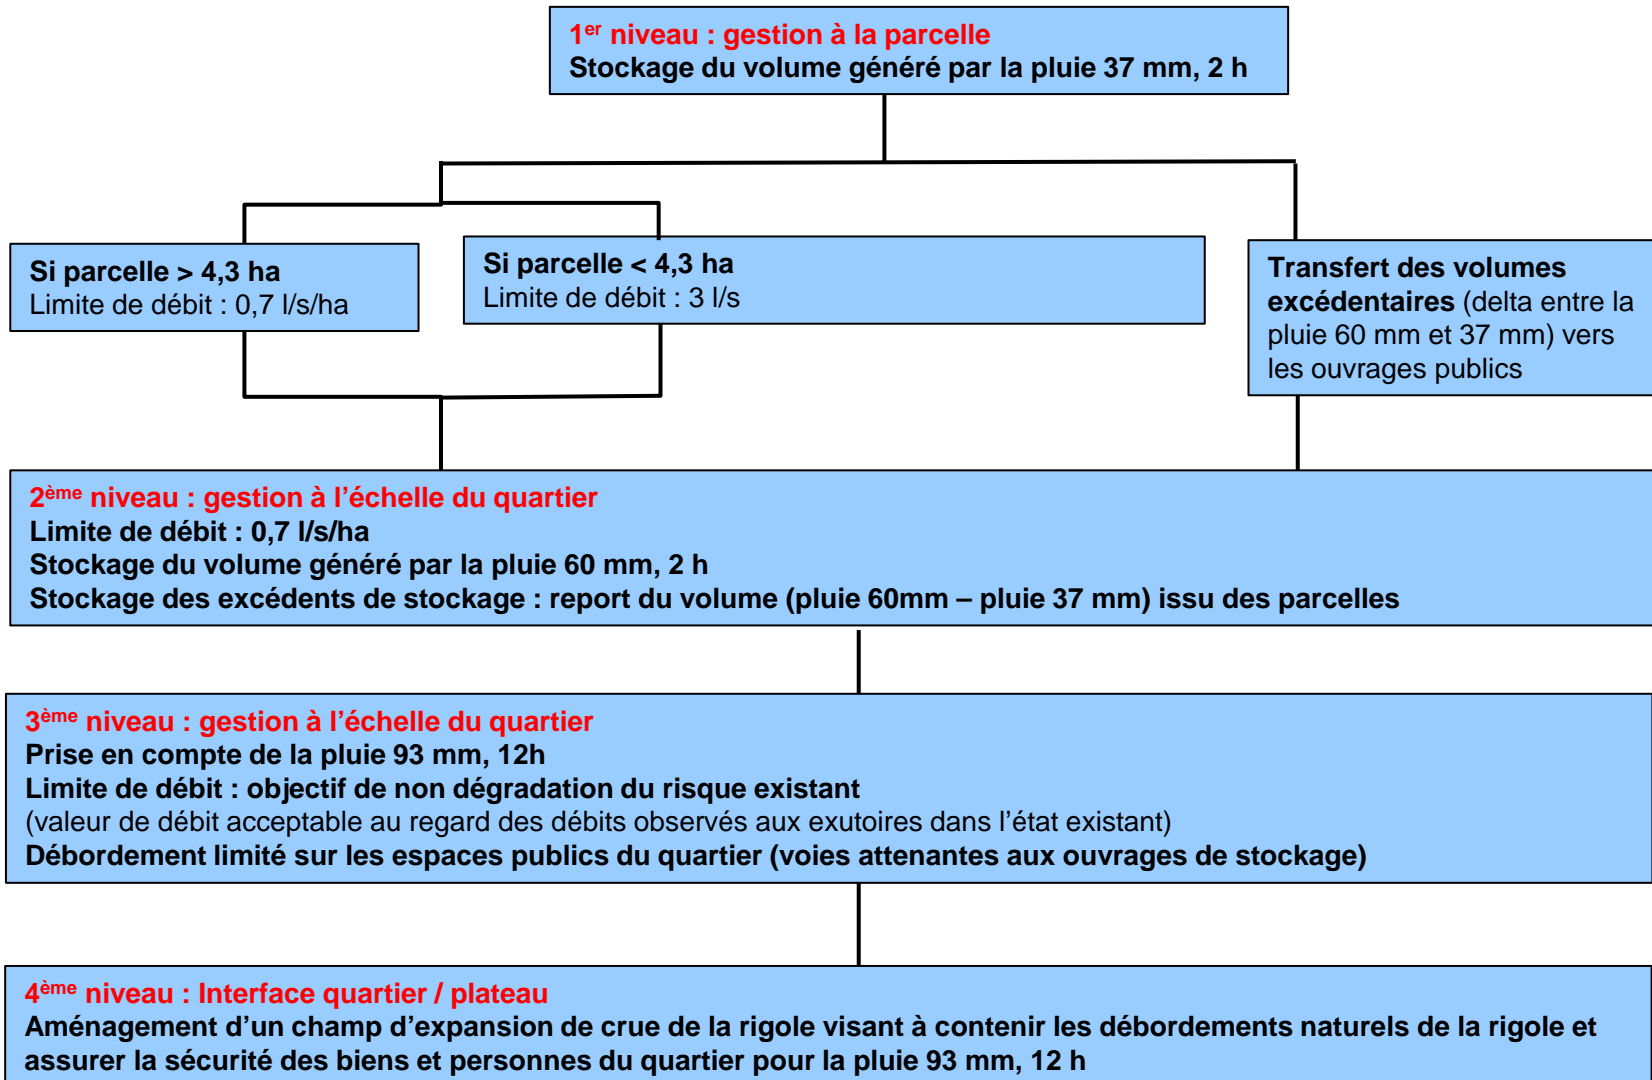 1er niveau : gestion à la parcelle
Stockage du volume généré par la pluie 37 mm, 2 h
Si parcelle > 4,3 ha
Limite de débit : 0,7 l/s/ha
Si parcelle < 4,3 ha
Limite de débit : 3 l/s
Transfert des volumes
excédentaires (delta entre la
pluie 60 mm et 37 mm) vers
les ouvrages publics
2ème niveau : gestion à l’échelle du quartier
Limite de débit : 0,7 l/s/ha
Stockage du volume généré par la pluie 60 mm, 2 h
Stockage des excédents de stockage : report du volume (pluie 60mm – pluie 37 mm) issu des parcelles
3ème niveau : gestion à l’échelle du quartier
Prise en compte de la pluie 93 mm, 12h
Limite de débit : objectif de non dégradation du risque existant
(valeur de débit acceptable au regard des débits observés aux exutoires dans l’état existant)
Débordement limité sur les espaces publics du quartier (voies attenantes aux ouvrages de stockage)
4ème niveau : Interface quartier / plateau
Aménagement d’un champ d’expansion de crue de la rigole visant à contenir les débordements naturels de la rigole et
assurer la sécurité des biens et personnes du quartier pour la pluie 93 mm, 12 h